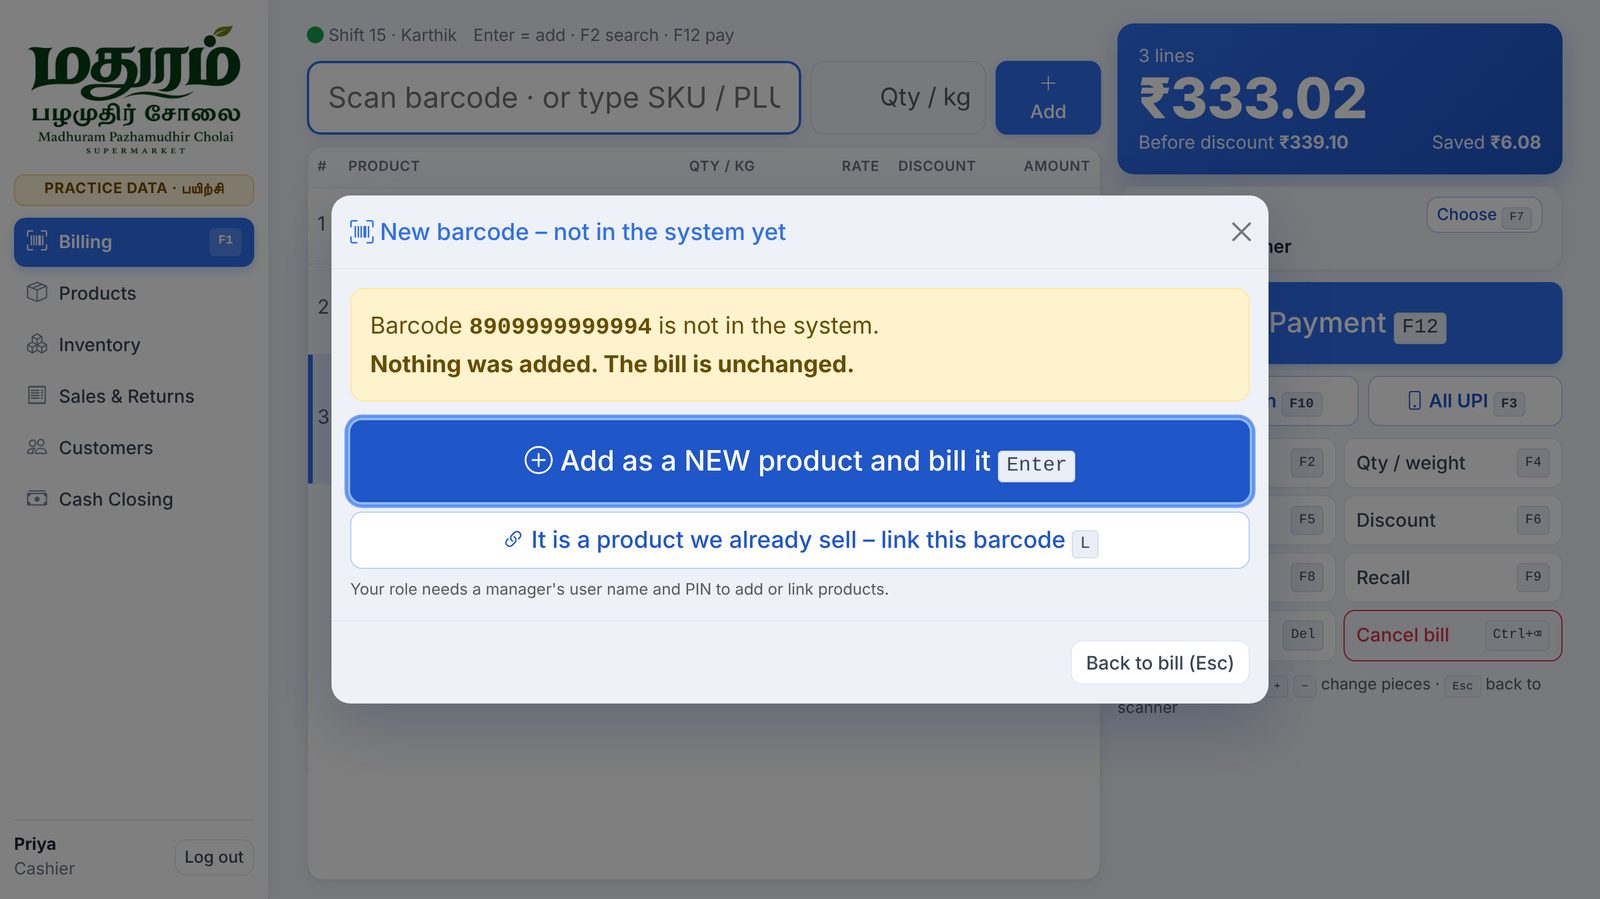 மதுரம்
பழமுதிர் சோலை
Madhuram Pazhamudhir Cholai
SUPERMARKET
PRACTICE DATA · பயிற்சி
Billing F1
Products
Inventory
Sales & Returns
Customers
Cash Closing
Priya
Cashier
Log out
Shift 15 · Karthik Enter = add · F2 search · F12 pay
Scan barcode · or type SKU / PLU
Qty / kg
+ Add
# PRODUCT QTY / KG RATE DISCOUNT AMOUNT
1
2
3
New barcode – not in the system yet
Barcode 8909999999994 is not in the system.
Nothing was added. The bill is unchanged.
Add as a NEW product and bill it Enter
It is a product we already sell – link this barcode L
Your role needs a manager's user name and PIN to add or link products.
Back to bill (Esc)
3 lines
₹333.02
Before discount ₹339.10 Saved ₹6.08
Choose F7
Payment F12
F10
All UPI F3
F2 Qty / weight F4
F5 Discount F6
F8 Recall F9
Del Cancel bill Ctrl+⌫
+ − change pieces · Esc back to
scanner